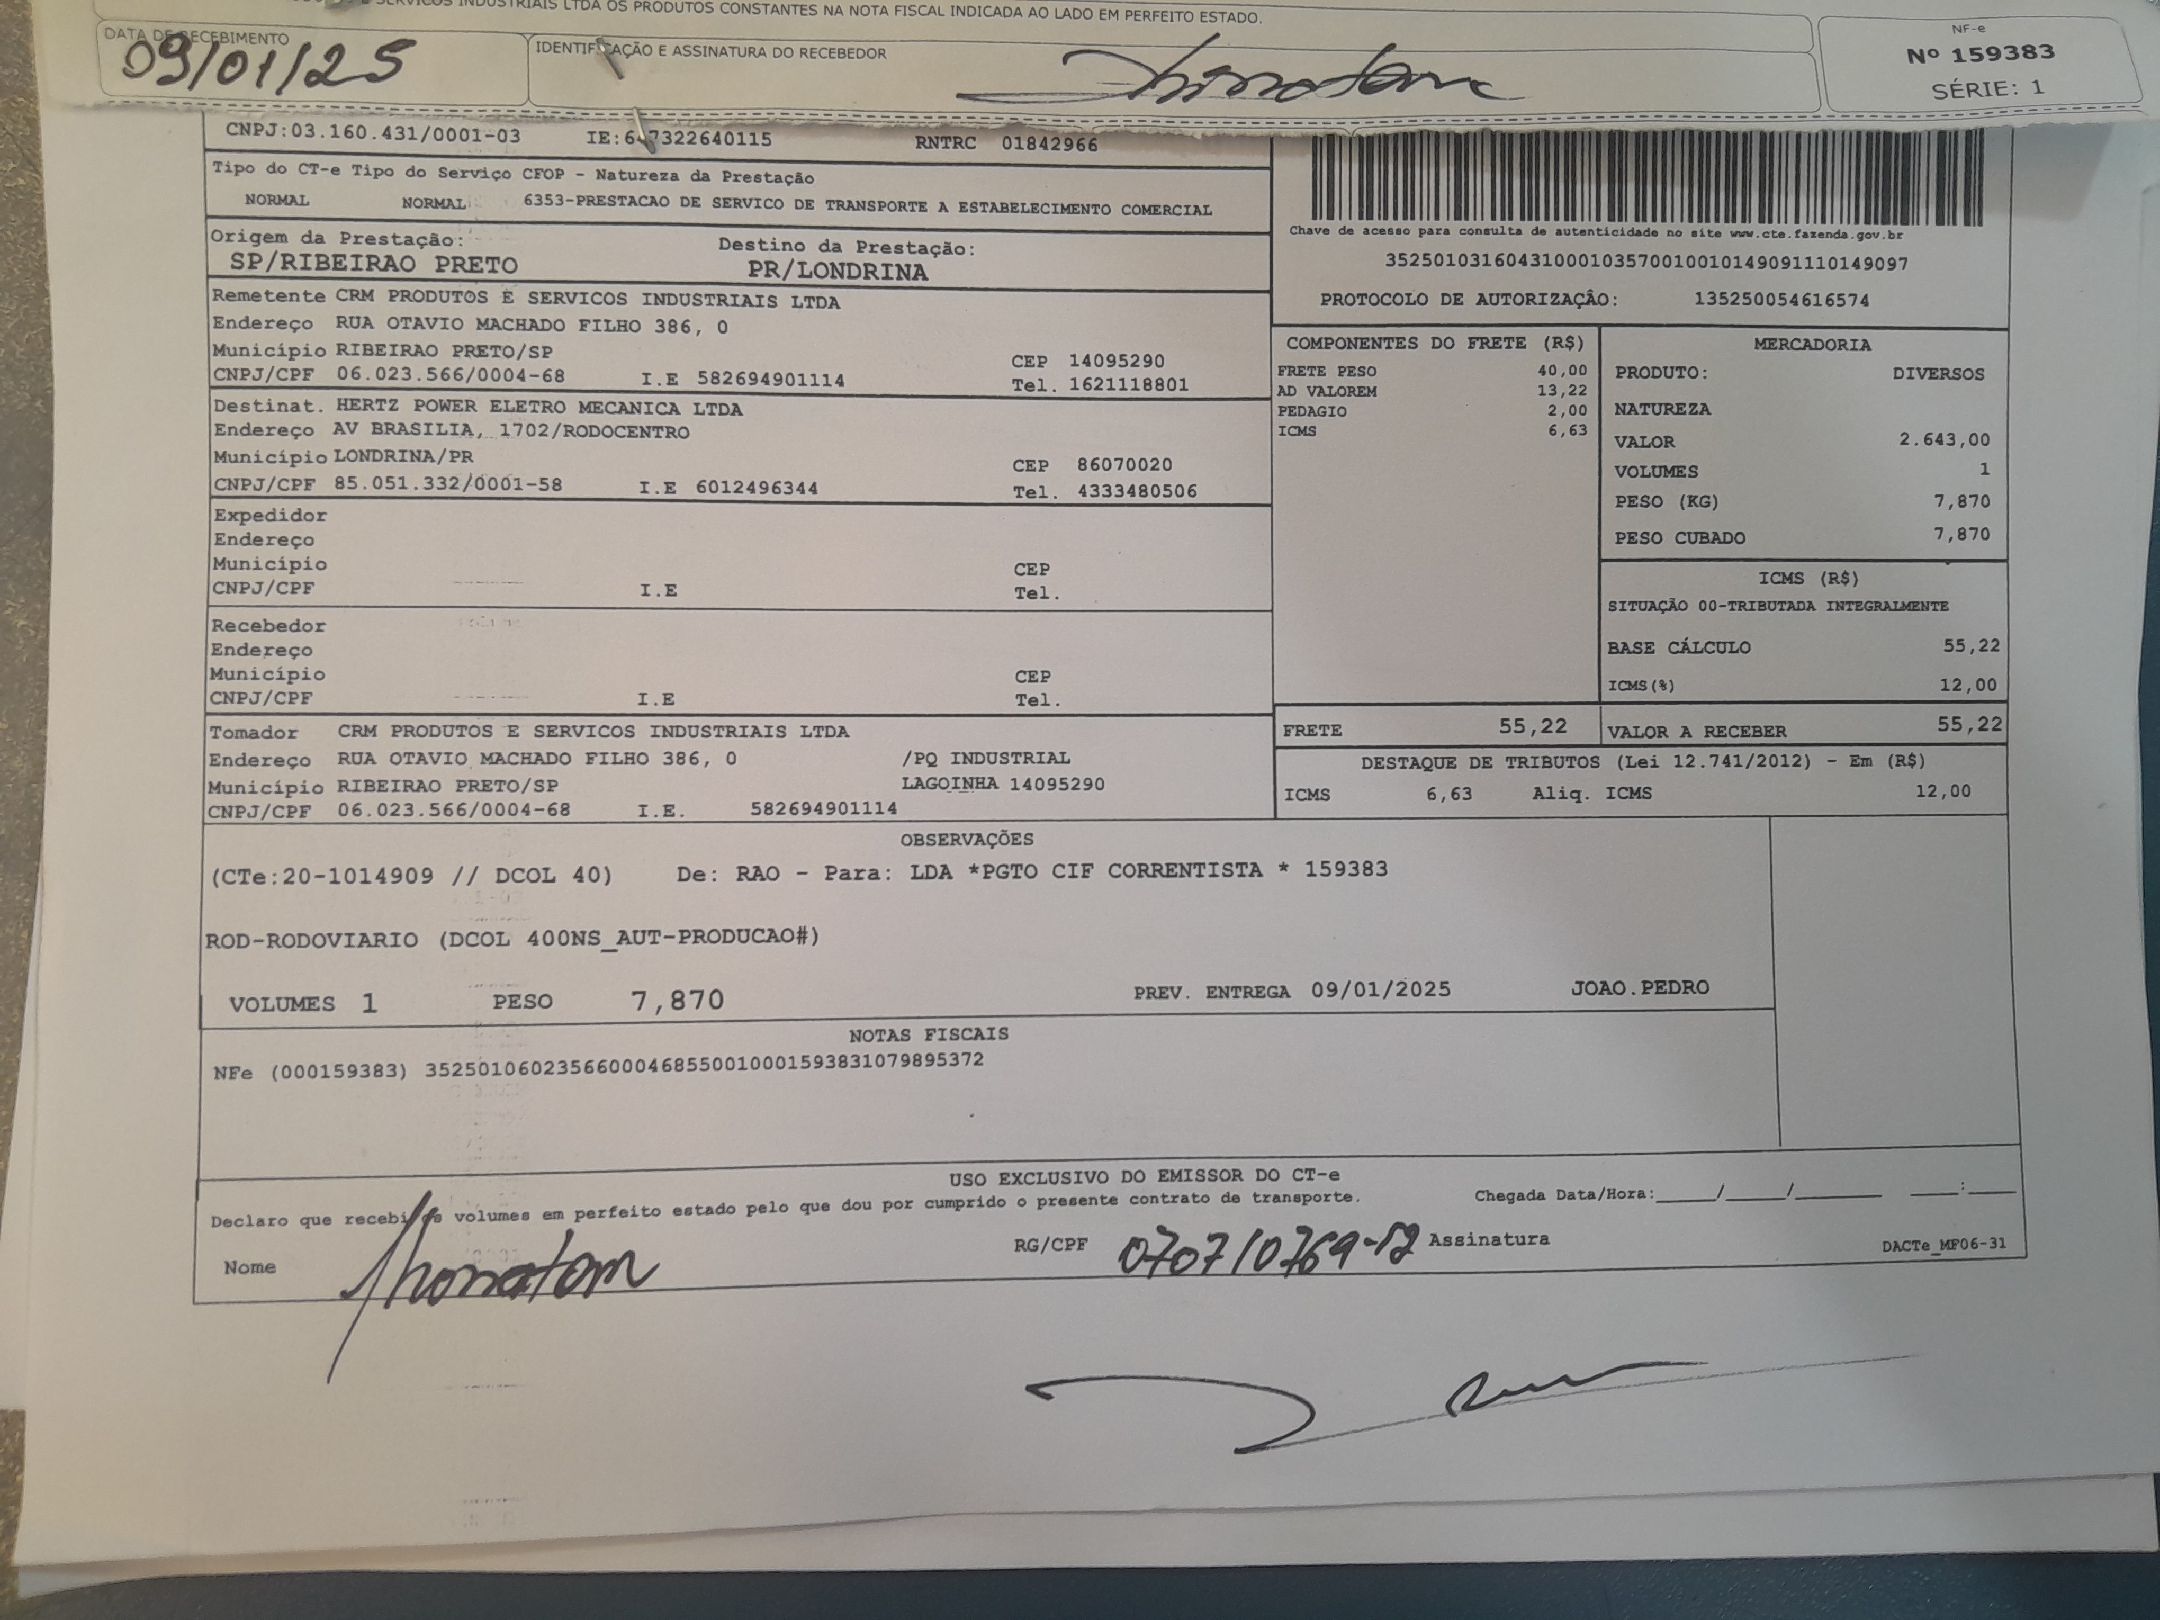 SERVICOS INDUSTRIAIS LTDA OS PRODUTOS CONSTANTES NA NOTA FISCAL INDICADA AO LADO EM PERFEITO ESTADO.
DATA DE RECEBIMENTO
09/01/25
IDENTIFICAÇÃO E ASSINATURA DO RECEBEDOR
NF-e
Nº 159383
SÉRIE: 1
CNPJ:03.160.431/0001-03 IE: 322640115 RNTRC 01842966
Tipo do CT-e Tipo do Serviço CFOP - Natureza da Prestação
NORMAL NORMAL 6353-PRESTACAO DE SERVICO DE TRANSPORTE A ESTABELECIMENTO COMERCIAL
Origem da Prestação: Destino da Prestação:
SP/RIBEIRAO PRETO PR/LONDRINA
Chave de acesso para consulta de autenticidade no site www.cte.fazenda.gov.br
35250103160431000103570010010149091110149097
PROTOCOLO DE AUTORIZAÇÃO: 135250054616574
Remetente CRM PRODUTOS E SERVICOS INDUSTRIAIS LTDA
Endereço RUA OTAVIO MACHADO FILHO 386, 0
Município RIBEIRAO PRETO/SP CEP 14095290
CNPJ/CPF 06.023.566/0004-68 I.E 582694901114 Tel. 1621118801
Destinat. HERTZ POWER ELETRO MECANICA LTDA
Endereço AV BRASILIA, 1702/RODOCENTRO
Município LONDRINA/PR CEP 86070020
CNPJ/CPF 85.051.332/0001-58 I.E 6012496344 Tel. 4333480506
Expedidor
Endereço
Município CEP
CNPJ/CPF I.E Tel.
Recebedor
Endereço
Município CEP
CNPJ/CPF I.E Tel.
Tomador CRM PRODUTOS E SERVICOS INDUSTRIAIS LTDA
Endereço RUA OTAVIO MACHADO FILHO 386, 0 /PQ INDUSTRIAL
Município RIBEIRAO PRETO/SP LAGOINHA 14095290
CNPJ/CPF 06.023.566/0004-68 I.E. 582694901114
COMPONENTES DO FRETE (R$)
FRETE PESO 40,00
AD VALOREM 13,22
PEDAGIO 2,00
ICMS 6,63
MERCADORIA
PRODUTO: DIVERSOS
NATUREZA
VALOR 2.643,00
VOLUMES 1
PESO (KG) 7,870
PESO CUBADO 7,870
ICMS (R$)
SITUAÇÃO 00-TRIBUTADA INTEGRALMENTE
BASE CÁLCULO 55,22
ICMS(%) 12,00
FRETE 55,22 VALOR A RECEBER 55,22
DESTAQUE DE TRIBUTOS (Lei 12.741/2012) - Em (R$)
ICMS 6,63 Aliq. ICMS 12,00
OBSERVAÇÕES
(CTe:20-1014909 // DCOL 40) De: RAO - Para: LDA *PGTO CIF CORRENTISTA * 159383
ROD-RODOVIARIO (DCOL 400NS_AUT-PRODUCAO#)
VOLUMES 1 PESO 7,870 PREV. ENTREGA 09/01/2025 JOAO.PEDRO
NOTAS FISCAIS
NFe (000159383) 35250106023566000468550010001593831079895372
USO EXCLUSIVO DO EMISSOR DO CT-e
Declaro que recebi os volumes em perfeito estado pelo que dou por cumprido o presente contrato de transporte. Chegada Data/Hora:_____/_____/_______ ____:____
Nome Jhonatam RG/CPF Assinatura DACTe_MF06-31